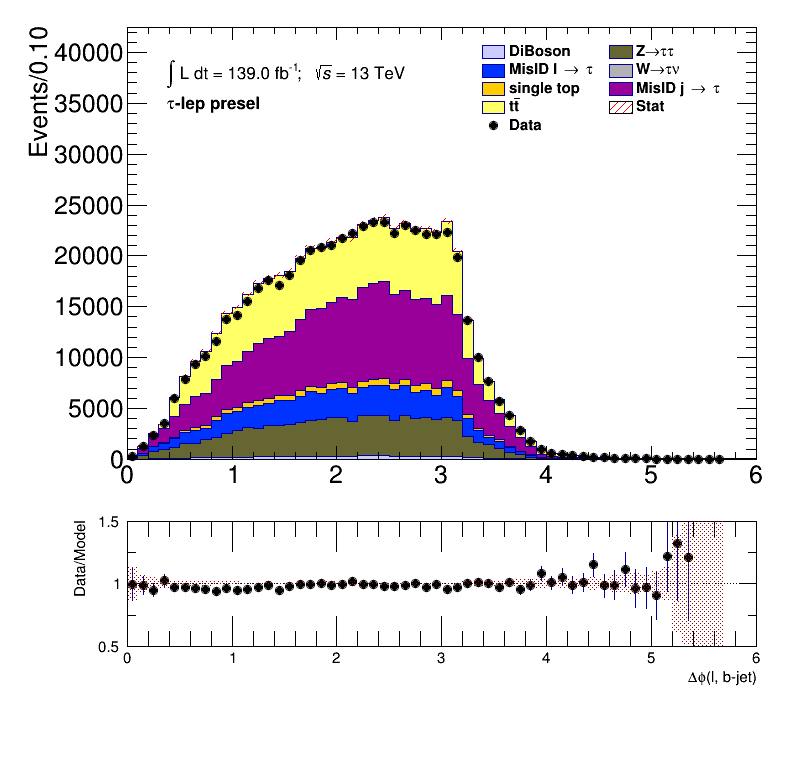 Events/0.10
40000
35000
30000
25000
20000
15000
10000
5000
0
∫ L dt = 139.0 fb⁻¹; √s = 13 TeV
τ-lep presel
DiBoson
MisID l → τ
single top
tt̄
Data
Z→ττ
W→τν
MisID j → τ
Stat
0 1 2 3 4 5 6
Data/Model
1.5
1
0.5
0 1 2 3 4 5 6
Δϕ(l, b-jet)